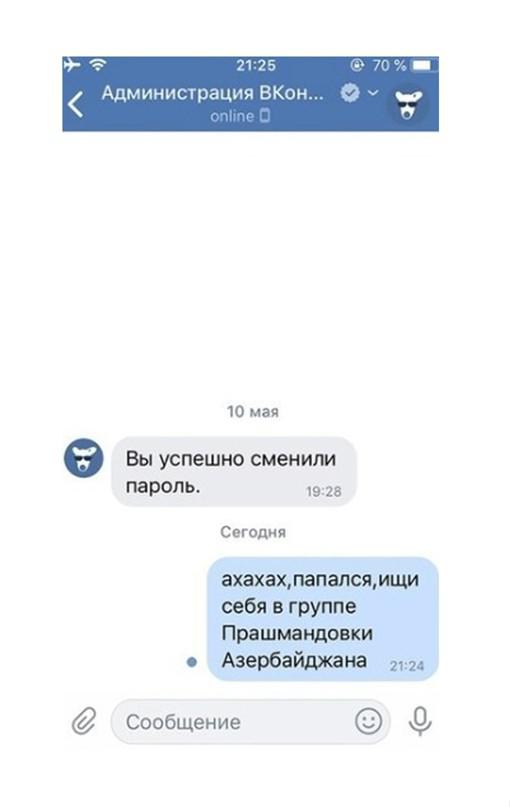 21:25
70 %
Администрация ВКон...
online
10 мая
Вы успешно сменили
пароль.
19:28
Сегодня
ахахах,папался,ищи
себя в группе
Прашмандовки
Азербайджана
21:24
Сообщение